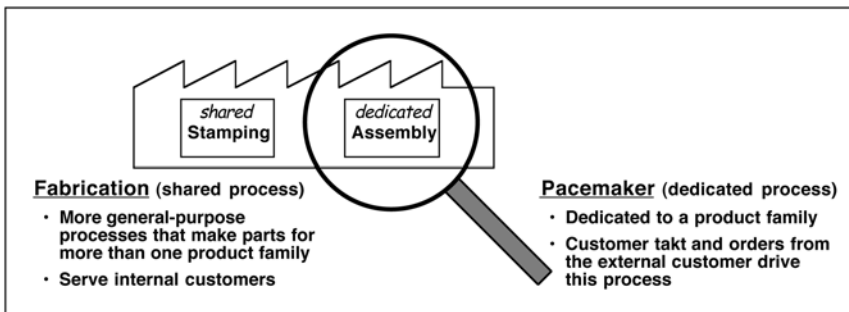 shared
Stamping
dedicated
Assembly
Fabrication (shared process)
· More general-purpose
processes that make parts for
more than one product family
· Serve internal customers
Pacemaker (dedicated process)
· Dedicated to a product family
· Customer takt and orders from
the external customer drive
this process